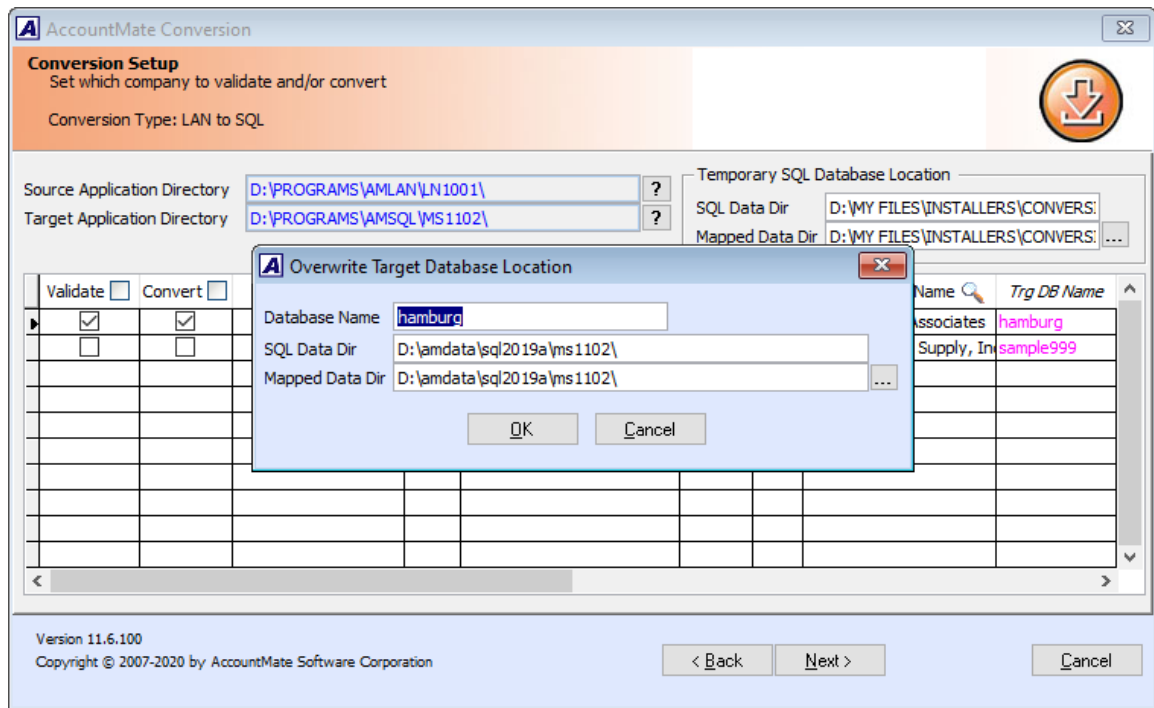 AccountMate Conversion
Conversion Setup
Set which company to validate and/or convert
Conversion Type: LAN to SQL
Source Application Directory D:\PROGRAMS\AMLAN\LN1001\ ?
Target Application Directory D:\PROGRAMS\AMSQL\MS1102\ ?
Temporary SQL Database Location
SQL Data Dir D:\MY FILES\INSTALLERS\CONVERSI
Mapped Data Dir D:\MY FILES\INSTALLERS\CONVERSI ...
Validate Convert Name Trg DB Name
Associates hamburg
Supply, Inc sample999
Overwrite Target Database Location
Database Name hamburg
SQL Data Dir D:\amdata\sql2019a\ms1102\
Mapped Data Dir D:\amdata\sql2019a\ms1102\ ...
OK Cancel
Version 11.6.100
Copyright © 2007-2020 by AccountMate Software Corporation
< Back Next > Cancel